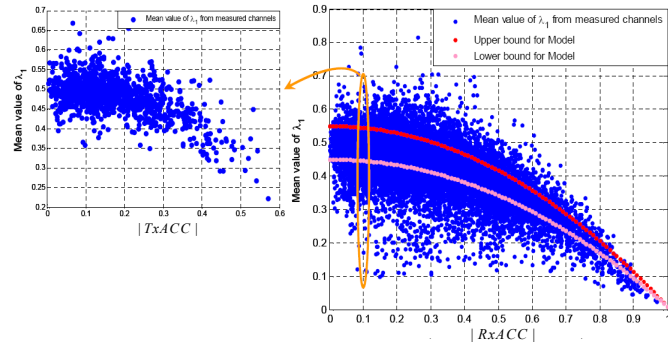 Mean value of λ1 from measured channels
Mean value of λ1
0.7
0.65
0.6
0.55
0.5
0.45
0.4
0.35
0.3
0.25
0.2
0 0.1 0.2 0.3 0.4 0.5 0.6
| TxACC |
Mean value of λ1 from measured channels
Upper bound for Model
Lower bound for Model
Mean value of λ1
0.9
0.8
0.7
0.6
0.5
0.4
0.3
0.2
0.1
0
0 0.1 0.2 0.3 0.4 0.5 0.6 0.7 0.8 0.9 1
| RxACC |